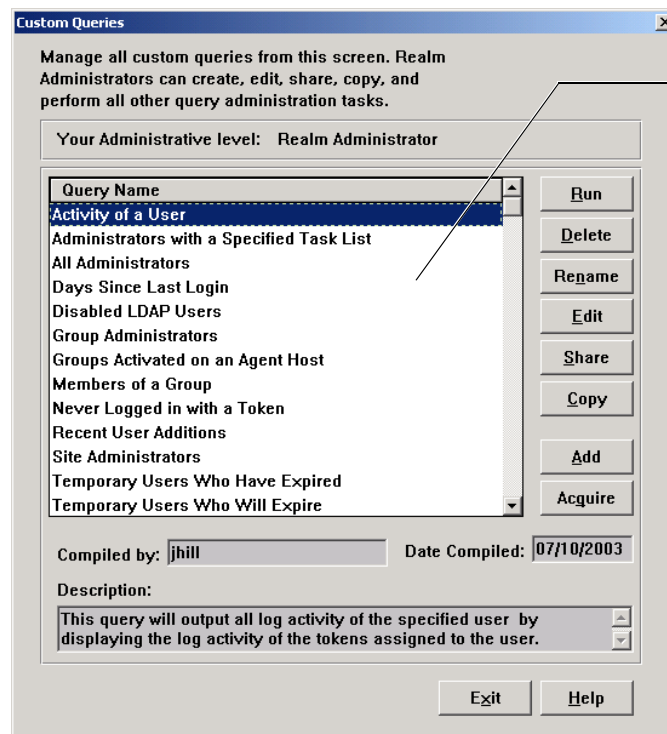 Custom Queries
Manage all custom queries from this screen. Realm
Administrators can create, edit, share, copy, and
perform all other query administration tasks.
Your Administrative level: Realm Administrator
Query Name
Activity of a User
Administrators with a Specified Task List
All Administrators
Days Since Last Login
Disabled LDAP Users
Group Administrators
Groups Activated on an Agent Host
Members of a Group
Never Logged in with a Token
Recent User Additions
Site Administrators
Temporary Users Who Have Expired
Temporary Users Who Will Expire
Run
Delete
Rename
Edit
Share
Copy
Add
Acquire
Compiled by: jhill
Date Compiled: 07/10/2003
Description:
This query will output all log activity of the specified user by
displaying the log activity of the tokens assigned to the user.
Exit
Help